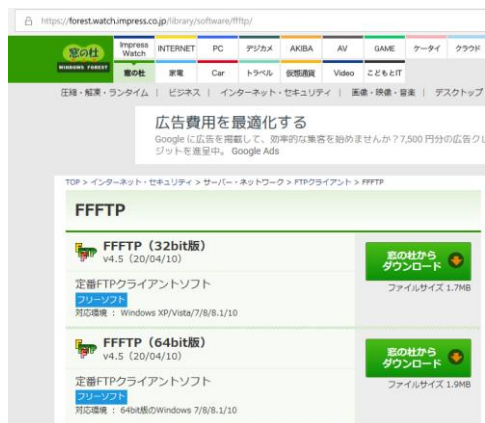 https://forest.watch.impress.co.jp/library/software/ffftp/
窓の杜
WINDOWS FOREST
Impress Watch INTERNET PC デジカメ AKIBA AV GAME ケータイ クラウド
窓の杜 家電 Car トラベル 仮想通貨 Video こどもとIT
圧縮・解凍・ランタイム | ビジネス | インターネット・セキュリティ | 画像・映像・音楽 | デスクトップ
広告費用を最適化する
Google に広告を掲載して、効率的な集客を始めませんか？7,500 円分の広告クレ
ジットを進呈中。 Google Ads
TOP > インターネット・セキュリティ > サーバー・ネットワーク > FTPクライアント > FFFTP
FFFTP
FFFTP（32bit版）
v4.5（20/04/10）
窓の杜から
ダウンロード
定番FTPクライアントソフト
ファイルサイズ 1.7MB
フリーソフト
対応環境 ： Windows XP/Vista/7/8/8.1/10
FFFTP（64bit版）
v4.5（20/04/10）
窓の杜から
ダウンロード
定番FTPクライアントソフト
ファイルサイズ 1.9MB
フリーソフト
対応環境 ： 64bit版のWindows 7/8/8.1/10